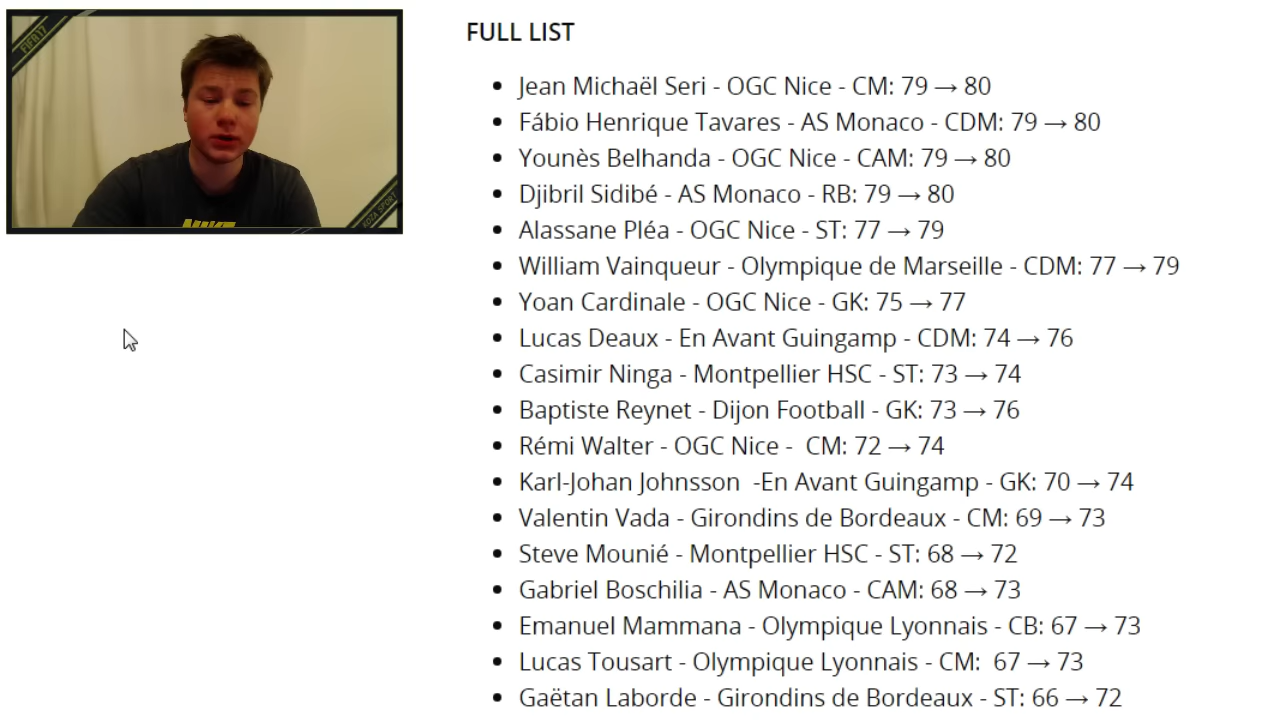 FIFA 17
NIKE
FULL LIST
Jean Michaël Seri - OGC Nice - CM: 79 → 80
Fábio Henrique Tavares - AS Monaco - CDM: 79 → 80
Younès Belhanda - OGC Nice - CAM: 79 → 80
Djibril Sidibé - AS Monaco - RB: 79 → 80
Alassane Pléa - OGC Nice - ST: 77 → 79
William Vainqueur - Olympique de Marseille - CDM: 77 → 79
Yoan Cardinale - OGC Nice - GK: 75 → 77
Lucas Deaux - En Avant Guingamp - CDM: 74 → 76
Casimir Ninga - Montpellier HSC - ST: 73 → 74
Baptiste Reynet - Dijon Football - GK: 73 → 76
Rémi Walter - OGC Nice -  CM: 72 → 74
Karl-Johan Johnsson  -En Avant Guingamp - GK: 70 → 74
Valentin Vada - Girondins de Bordeaux - CM: 69 → 73
Steve Mounié - Montpellier HSC - ST: 68 → 72
Gabriel Boschilia - AS Monaco - CAM: 68 → 73
Emanuel Mammana - Olympique Lyonnais - CB: 67 → 73
Lucas Tousart - Olympique Lyonnais - CM:  67 → 73
Gaëtan Laborde - Girondins de Bordeaux - ST: 66 → 72